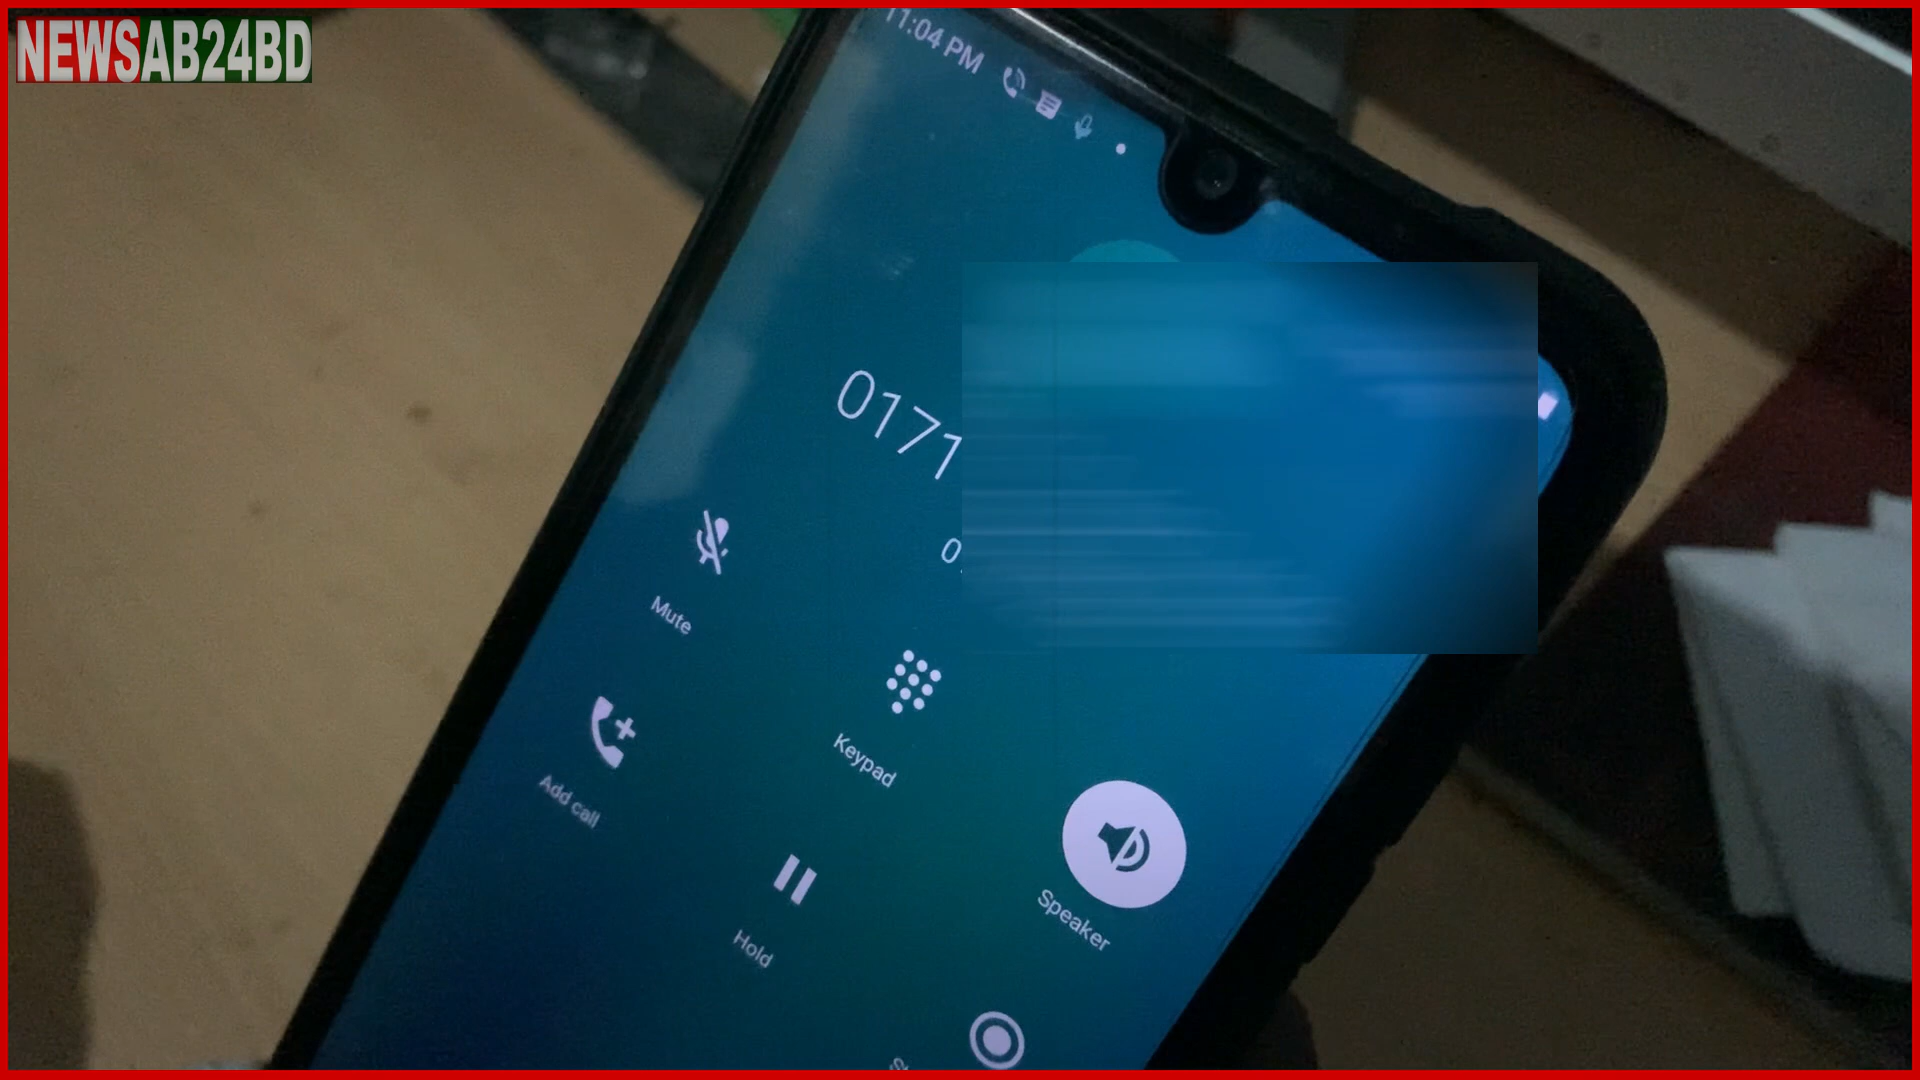 NEWSAB24BD
11:04 PM
0171
0
Mute
Keypad
Speaker
Add call
Hold